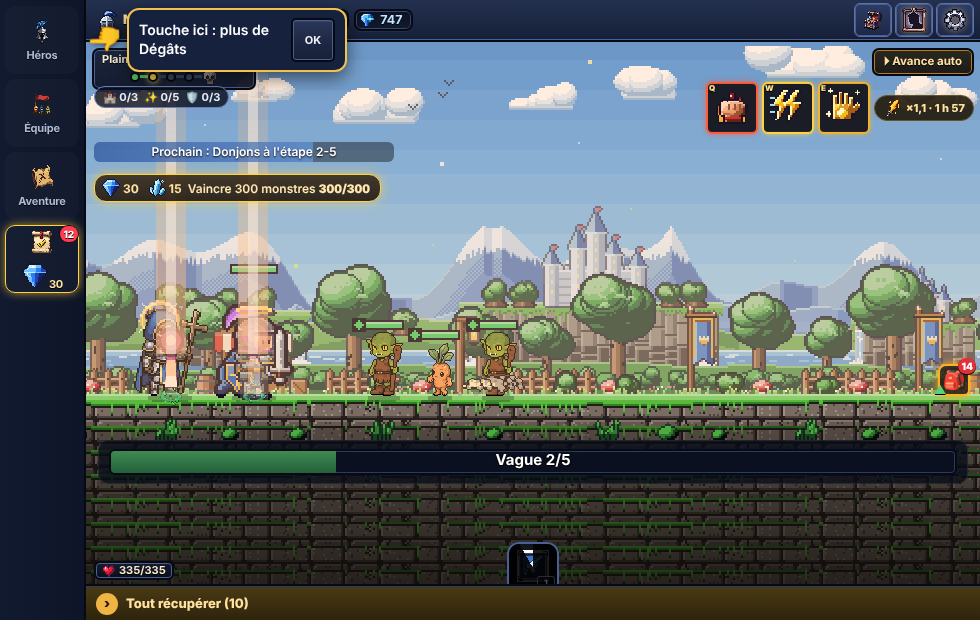 Touche ici : plus de
Dégâts
OK
747
Héros
Plain
0/3 0/5 0/3
Avance auto
Q
W
E
×1,1 · 1 h 57
Équipe
Prochain : Donjons à l'étape 2-5
30 15 Vaincre 300 monstres 300/300
Aventure
12
30
14
Vague 2/5
335/335
Tout récupérer (10)